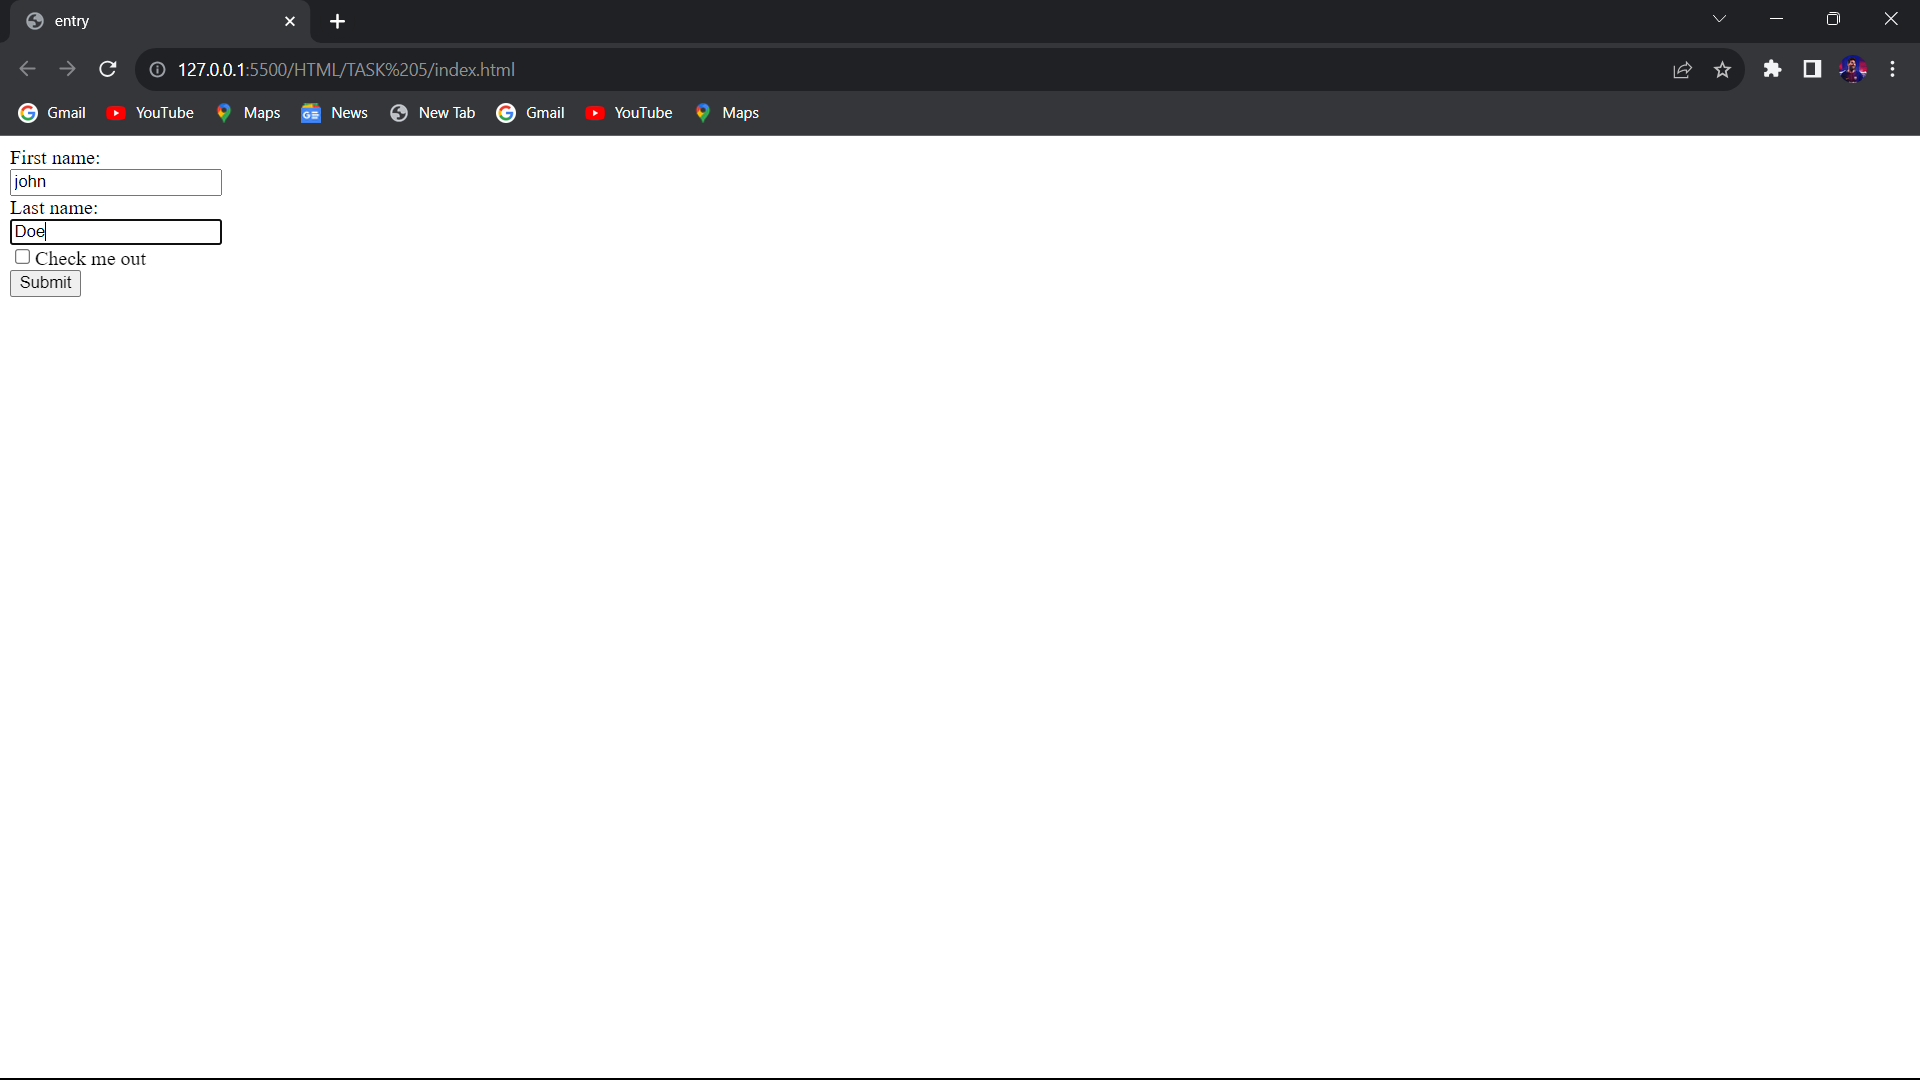 entry
127.0.0.1:5500/HTML/TASK%205/index.html
Gmail YouTube Maps News New Tab Gmail YouTube Maps
First name:
john
Last name:
Doe
Check me out
Submit